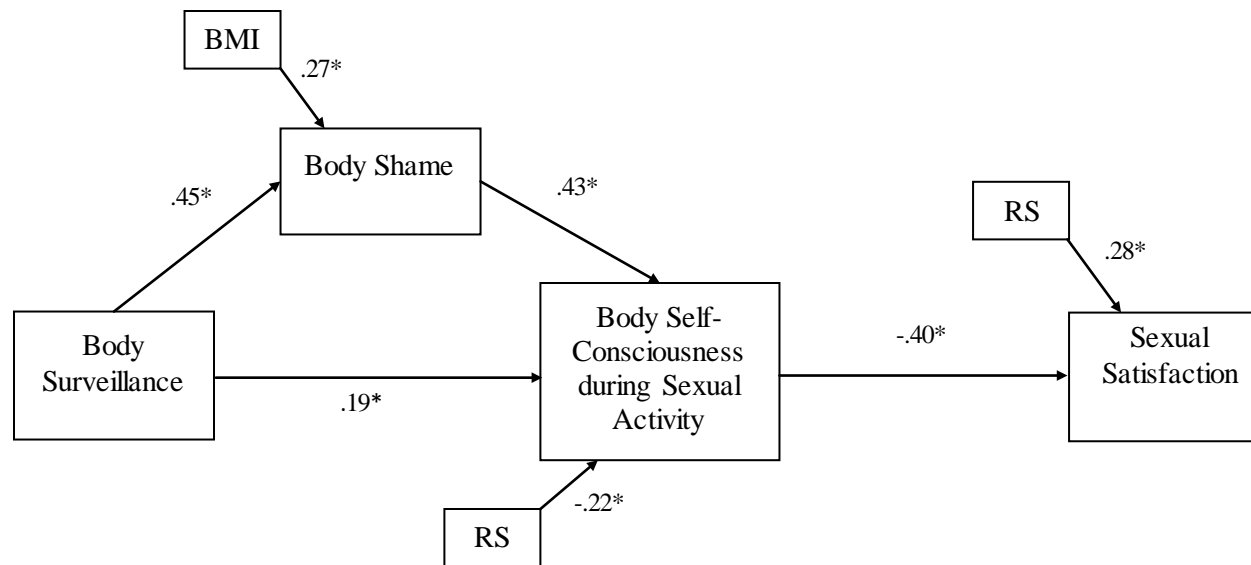 BMI
.27*
Body Shame
.45*
.43*
RS
.28*
Body
Surveillance
.19*
Body Self-
Consciousness
during Sexual
Activity
-.40*
Sexual
Satisfaction
RS
-.22*